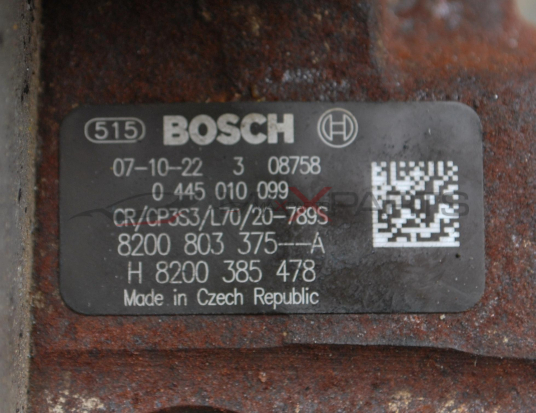 515 BOSCH H
07-10-22 3 08758
0 445 010 099
CR/CP3S3/L70/20-789S
8200 803 375---A
H 8200 385 478
Made in Czech Republic